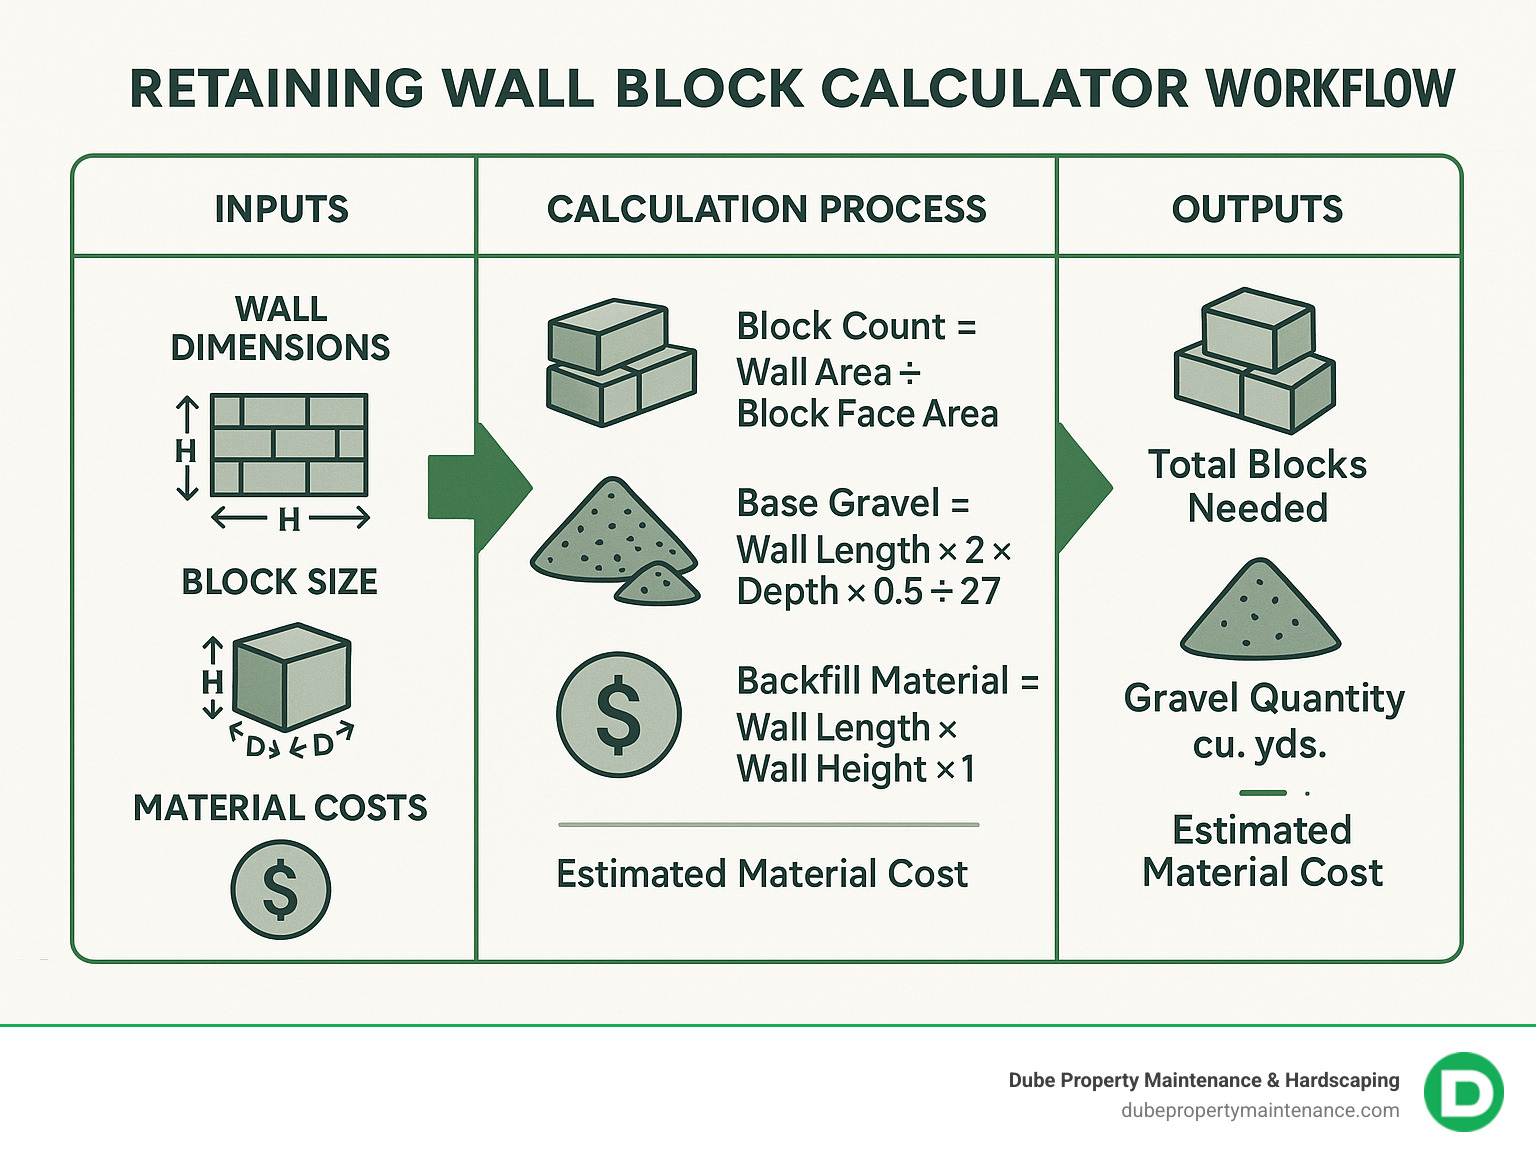 RETAINING WALL BLOCK CALCULATOR WORKFLOW
INPUTS
WALL
DIMENSIONS
H
H
BLOCK SIZE
H
D
D
MATERIAL COSTS
$
CALCULATION PROCESS
Block Count =
Wall Area ÷
Block Face Area
Base Gravel =
Wall Length × 2 ×
Depth × 0.5 ÷ 27
$
Backfill Material =
Wall Length ×
Wall Height × 1
Estimated Material Cost
OUTPUTS
Total Blocks
Needed
Gravel Quantity
cu. yds.
Estimated
Material Cost
Dube Property Maintenance & Hardscaping
dubepropertymaintenance.com
D